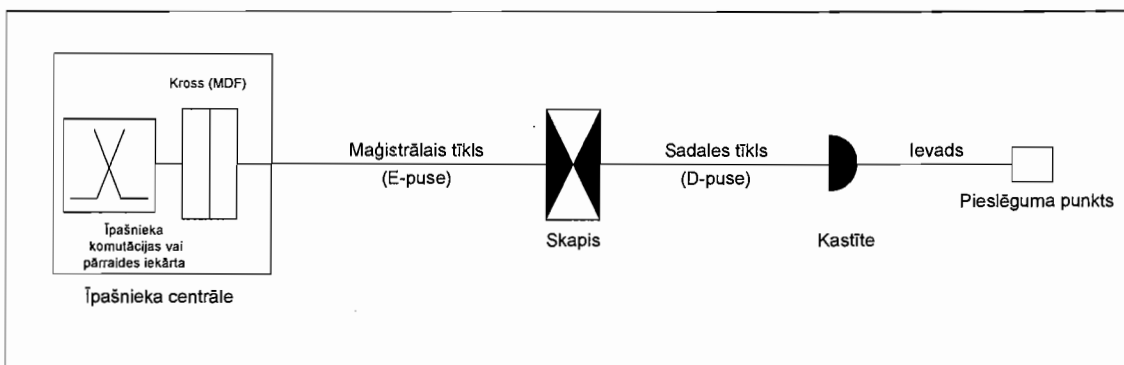 Kross (MDF)
Īpašnieka
komutācijas vai
pārraides iekārta
Īpašnieka centrāle
Maģistrālais tīkls
(E-puse)
Skapis
Sadales tīkls
(D-puse)
Kastīte
Ievads
Pieslēguma punkts